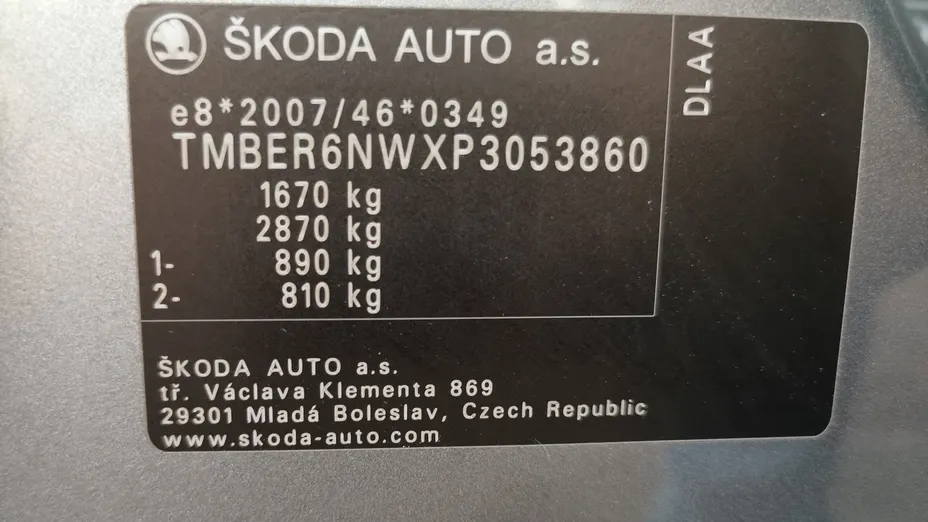 ŠKODA AUTO a.s.
DLAA
e8*2007/46*0349
TMBER6NWXP3053860
1670 kg
2870 kg
1- 890 kg
2- 810 kg
ŠKODA AUTO a.s.
tř. Václava Klementa 869
29301 Mladá Boleslav, Czech Republic
www.skoda-auto.com